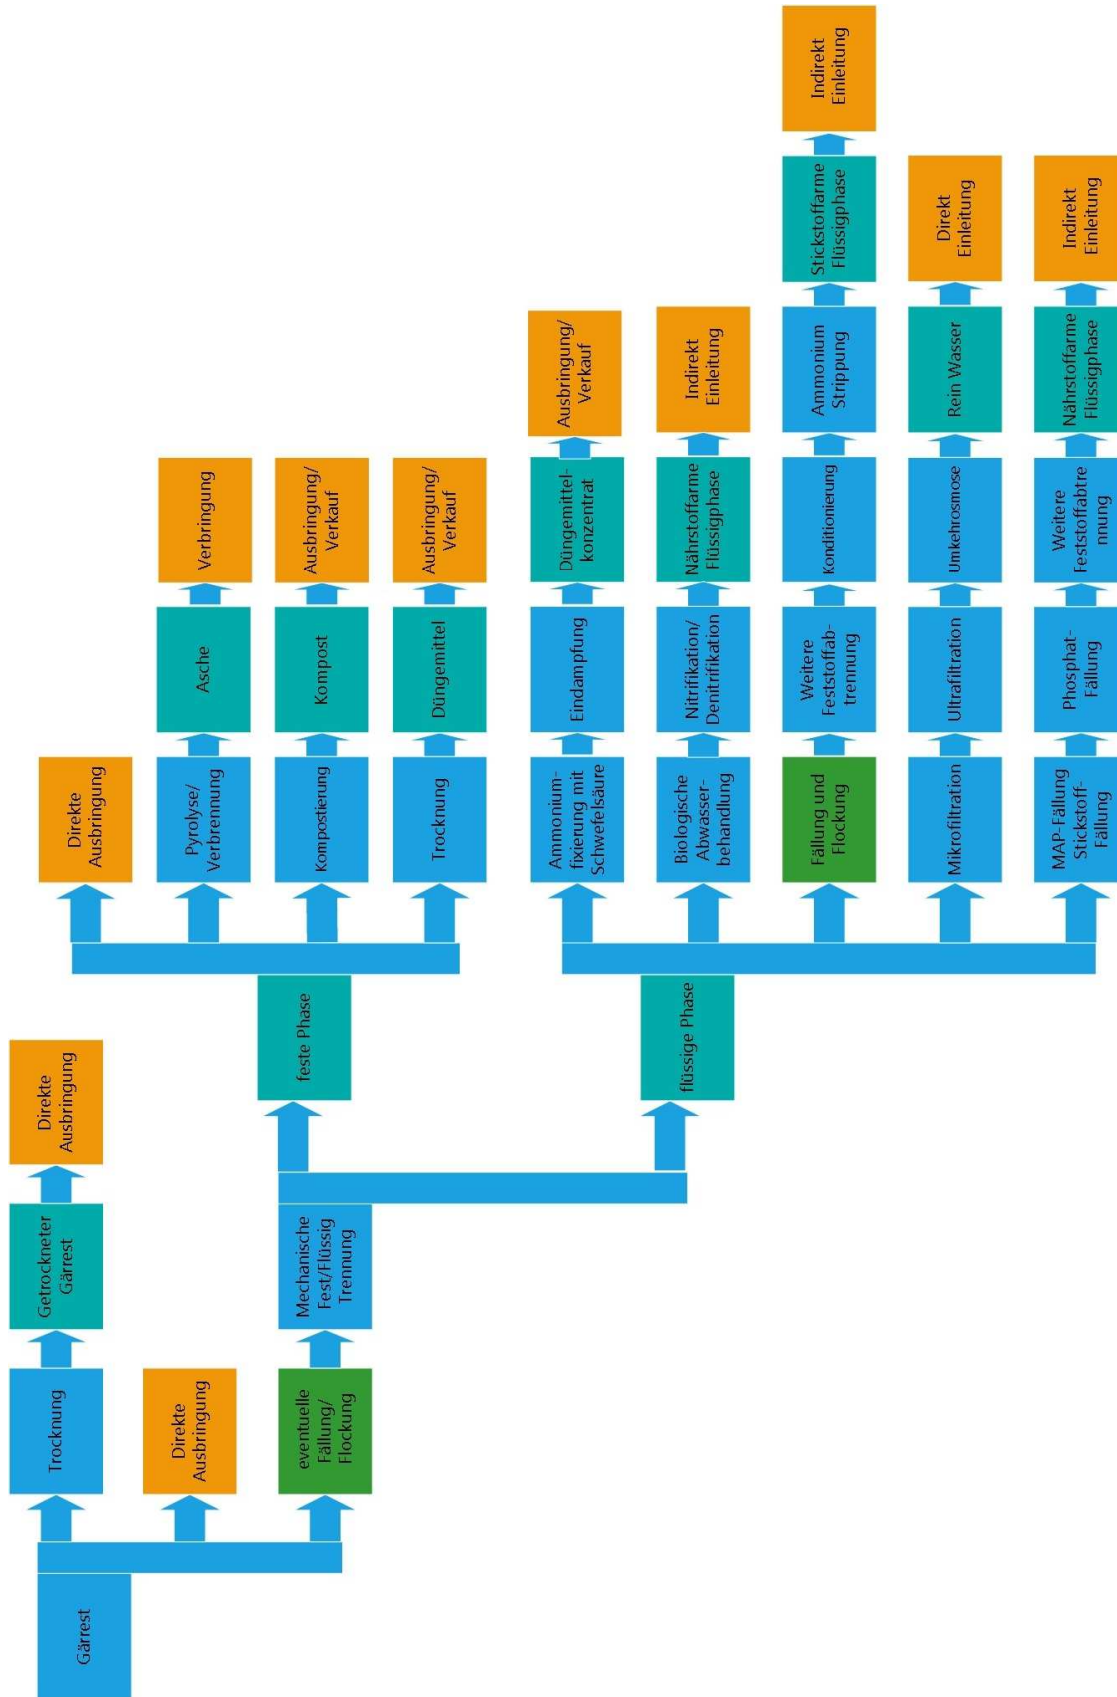 Gärrest
Trocknung
Getrockneter
Gärrest
Direkte
Ausbringung
Direkte
Ausbringung
eventuelle
Fällung/
Flockung
Mechanische
Fest/Flüssig
Trennung
feste Phase
Direkte
Ausbringung
Pyrolyse/
Verbrennung
Asche
Verbringung
Kompostierung
Kompost
Ausbringung/
Verkauf
Trocknung
Düngemittel
Ausbringung/
Verkauf
flüssige Phase
Ammonium-
fixierung mit
Schwefelsäure
Eindampfung
Düngemittel-
konzentrat
Ausbringung/
Verkauf
Biologische
Abwasser-
behandlung
Nitrifikation/
Denitrifikation
Nährstoffarme
Flüssigphase
Indirekt
Einleitung
Fällung und
Flockung
Weitere
Feststoffab-
trennung
Konditionierung
Ammonium
Strippung
Stickstoffarme
Flüssigphase
Indirekt
Einleitung
Mikrofiltration
Ultrafiltration
Umkehrosmose
Rein Wasser
Direkt
Einleitung
MAP-Fällung
Stickstoff-
Fällung
Phosphat-
Fällung
Weitere
Feststoffabtre
nnung
Nährstoffarme
Flüssigphase
Indirekt
Einleitung